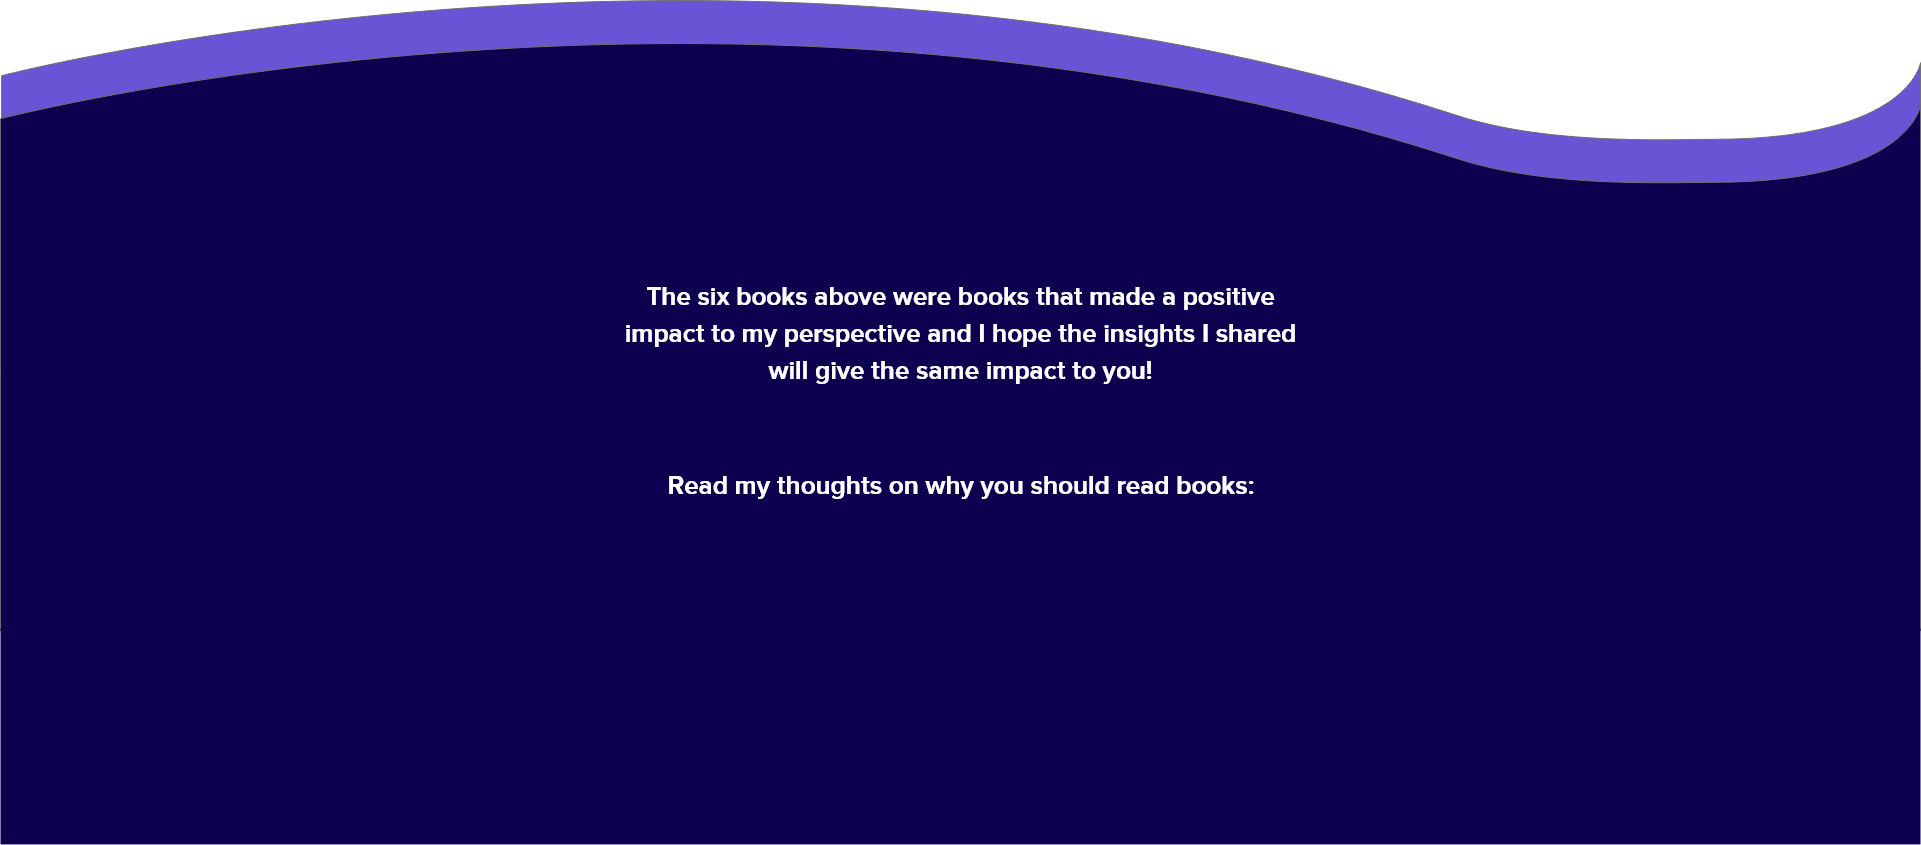 The six books above were books that made a positive
impact to my perspective and I hope the insights I shared
will give the same impact to you!
Read my thoughts on why you should read books: